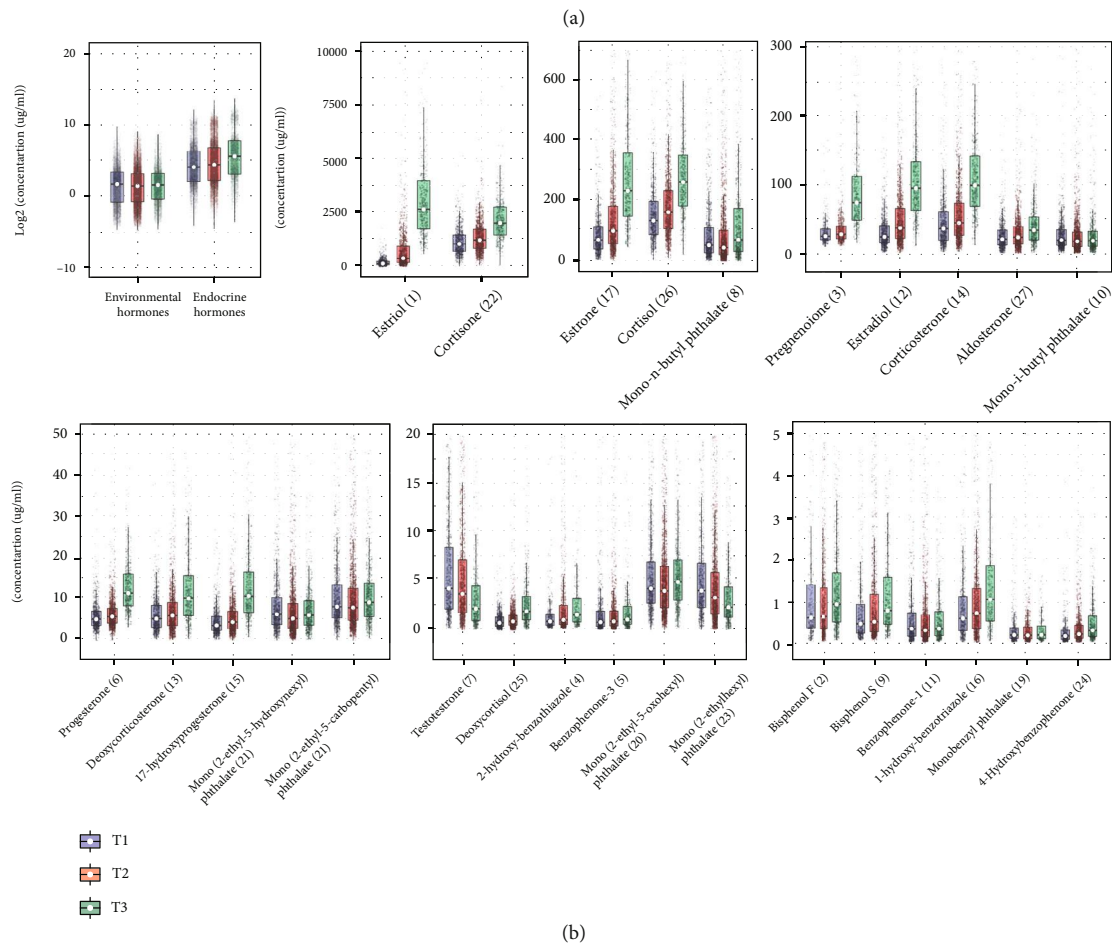 (a)
Log2 (concentartion (ug/ml))
20
10
0
−10
Environmental
hormones
Endocrine
hormones
(concentartion (ug/ml))
10000
7500
5000
2500
0
Estriol (1)
Cortisone (22)
600
400
200
0
Estrone (17)
Cortisol (26)
Mono-n-butyl phthalate (8)
300
200
100
0
Pregnenoione (3)
Estradiol (12)
Corticosterone (14)
Aldosterone (27)
Mono-i-butyl phthalate (10)
(concentartion (ug/ml))
50
40
30
20
10
0
Progesterone (6)
Deoxycorticosterone (13)
17-hydroxyprogesterone (15)
Mono (2-ethyl-5-hydroxynexyl)
phthalate (21)
Mono (2-ethyl-5-carbopentyl)
phthalate (21)
20
15
10
5
0
Testotestrone (7)
Deoxycortisol (25)
2-hydroxy-benzothiazole (4)
Benzophenone-3 (5)
Mono (2-ethyl-5-oxohexyl)
phthalate (20)
Mono (2-ethylhexyl
phthalate (23)
5
4
3
2
1
0
Bisphenol F (2)
Bisphenol S (9)
Benzophenone-1 (11)
1-hydroxy-benzotriazole (16)
Monobenzyl phthalate (19)
4-Hydroxybenzophenone (24)
T1
T2
T3
(b)